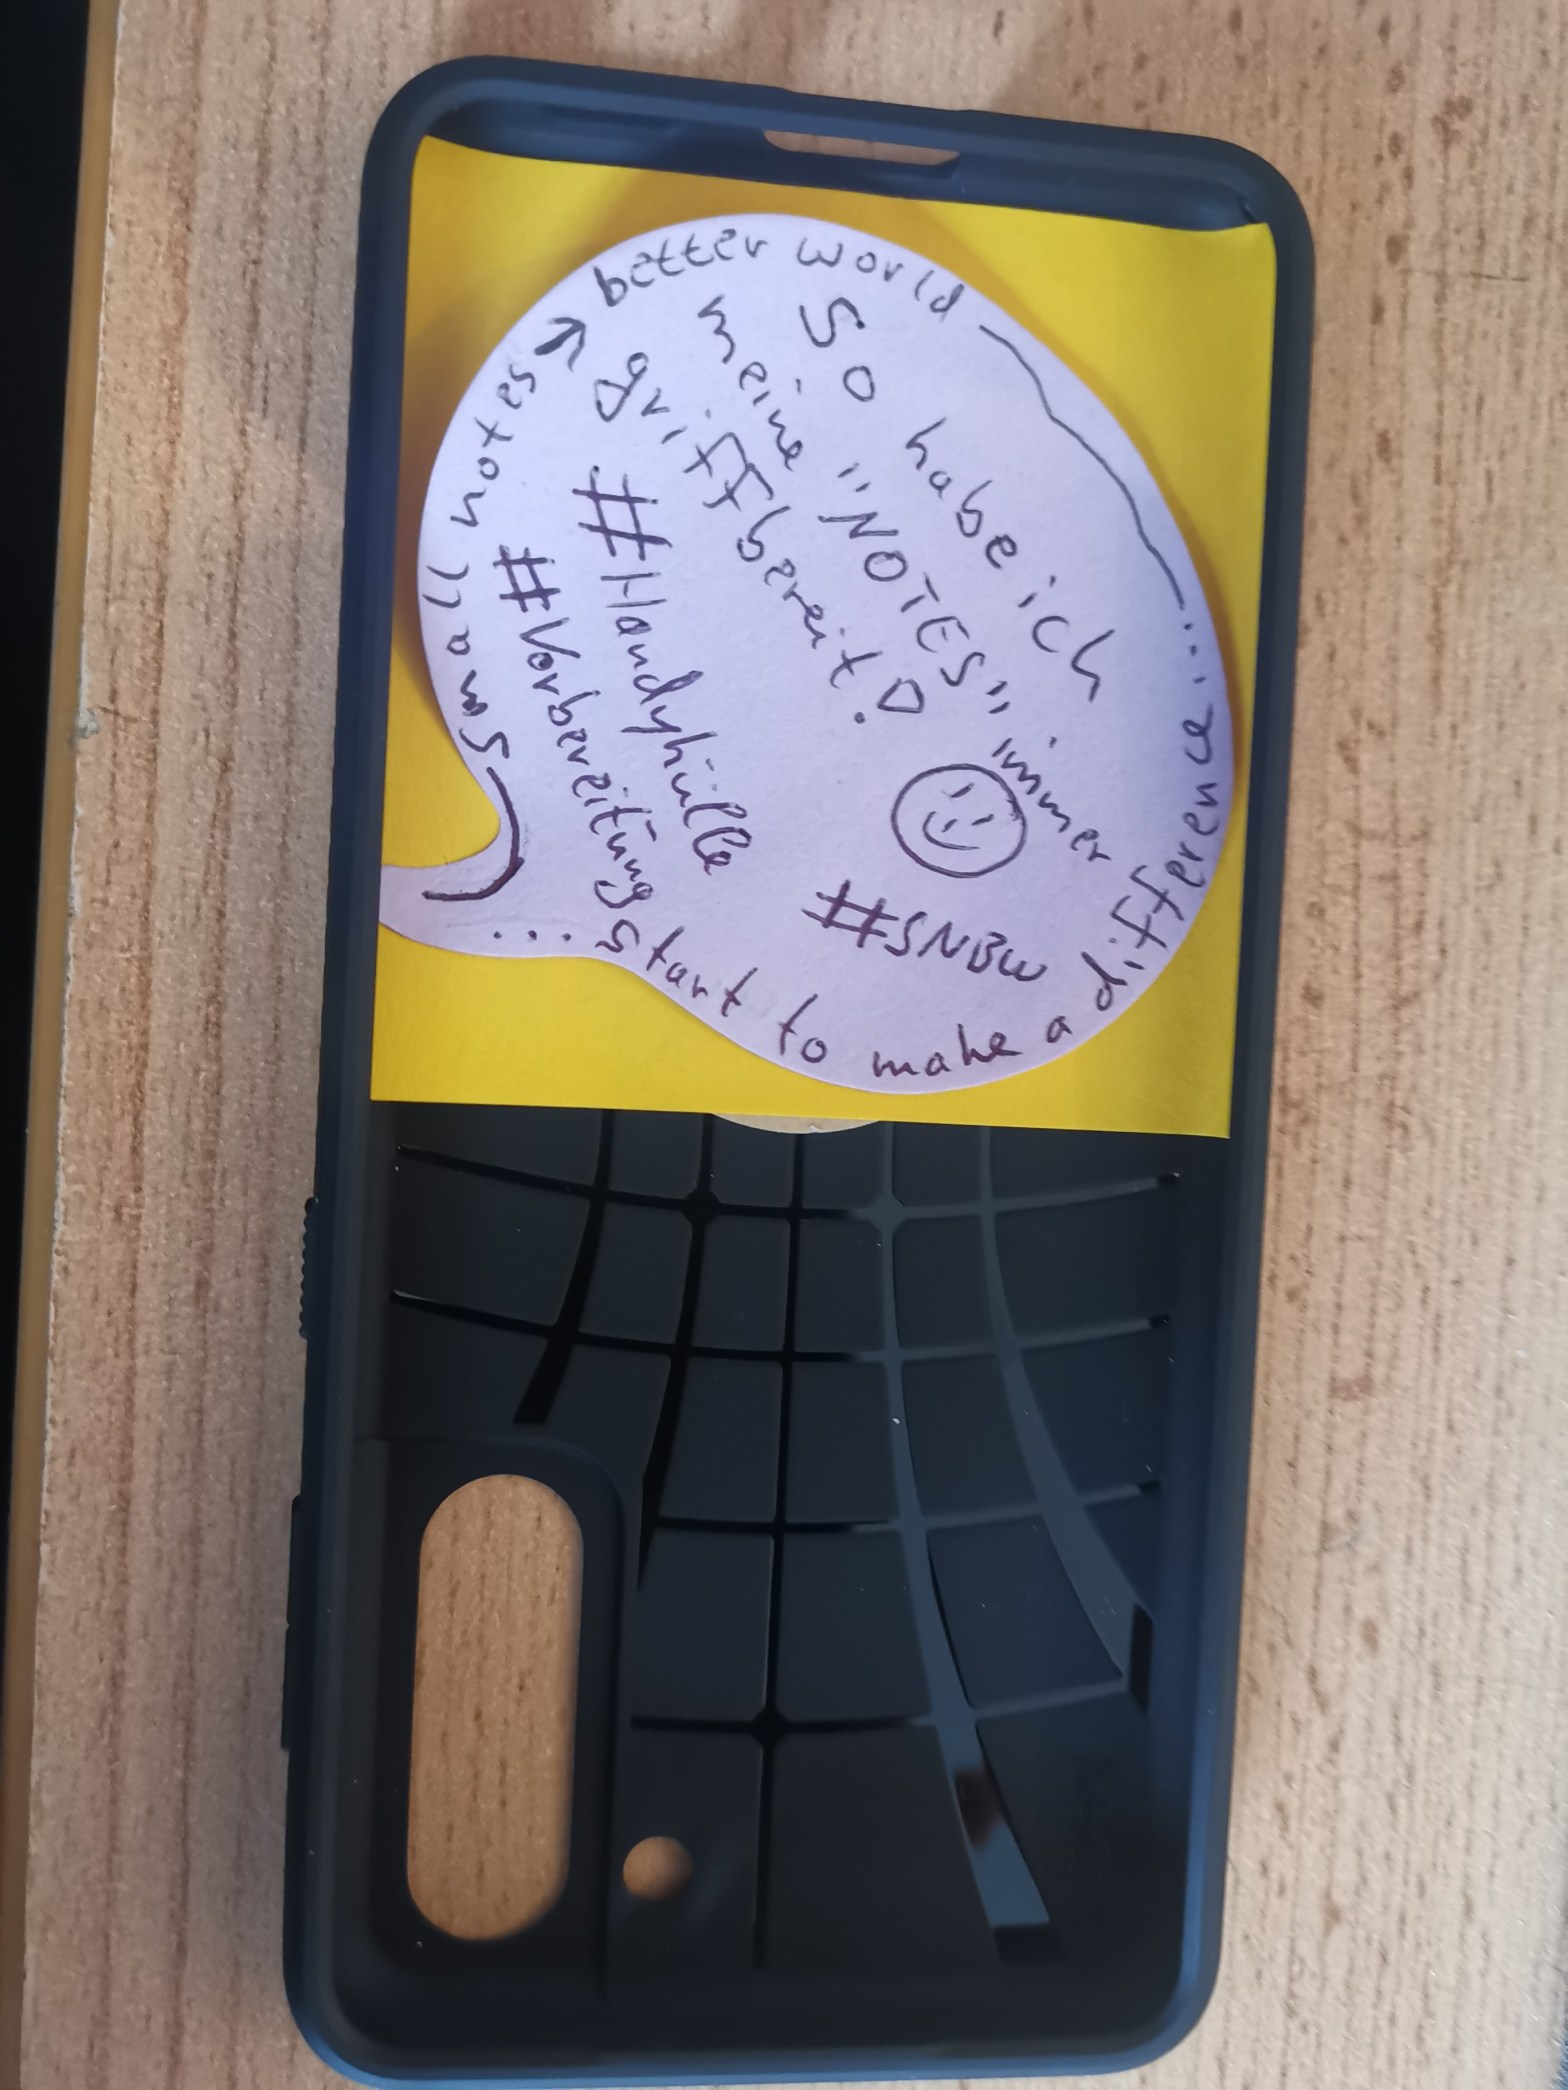 So habe ich
meine "NOTES" immer
griffbereit!
☺
#SNBW
#Handyhülle
#Vorbereitung
small notes → better world
... start to make a difference ...